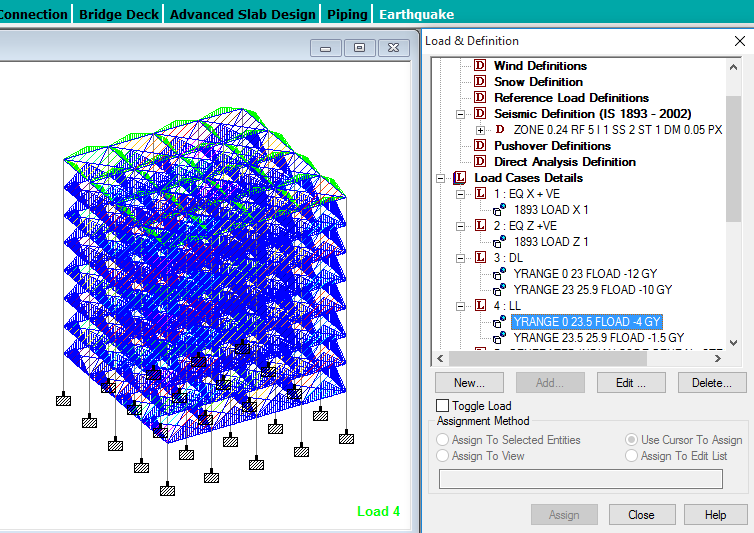 Connection Bridge Deck Advanced Slab Design Piping Earthquake
Load & Definition
Wind Definitions
Snow Definition
Reference Load Definitions
Seismic Definition (IS 1893 - 2002)
ZONE 0.24 RF 5 I 1 SS 2 ST 1 DM 0.05 PX
Pushover Definitions
Direct Analysis Definition
Load Cases Details
1 : EQ X + VE
1893 LOAD X 1
2 : EQ Z +VE
1893 LOAD Z 1
3 : DL
YRANGE 0 23 FLOAD -12 GY
YRANGE 23 25.9 FLOAD -10 GY
4 : LL
YRANGE 0 23.5 FLOAD -4 GY
YRANGE 23.5 25.9 FLOAD -1.5 GY
New... Add... Edit ... Delete...
Toggle Load
Assignment Method
Assign To Selected Entities Use Cursor To Assign
Assign To View Assign To Edit List
Load 4
Assign Close Help